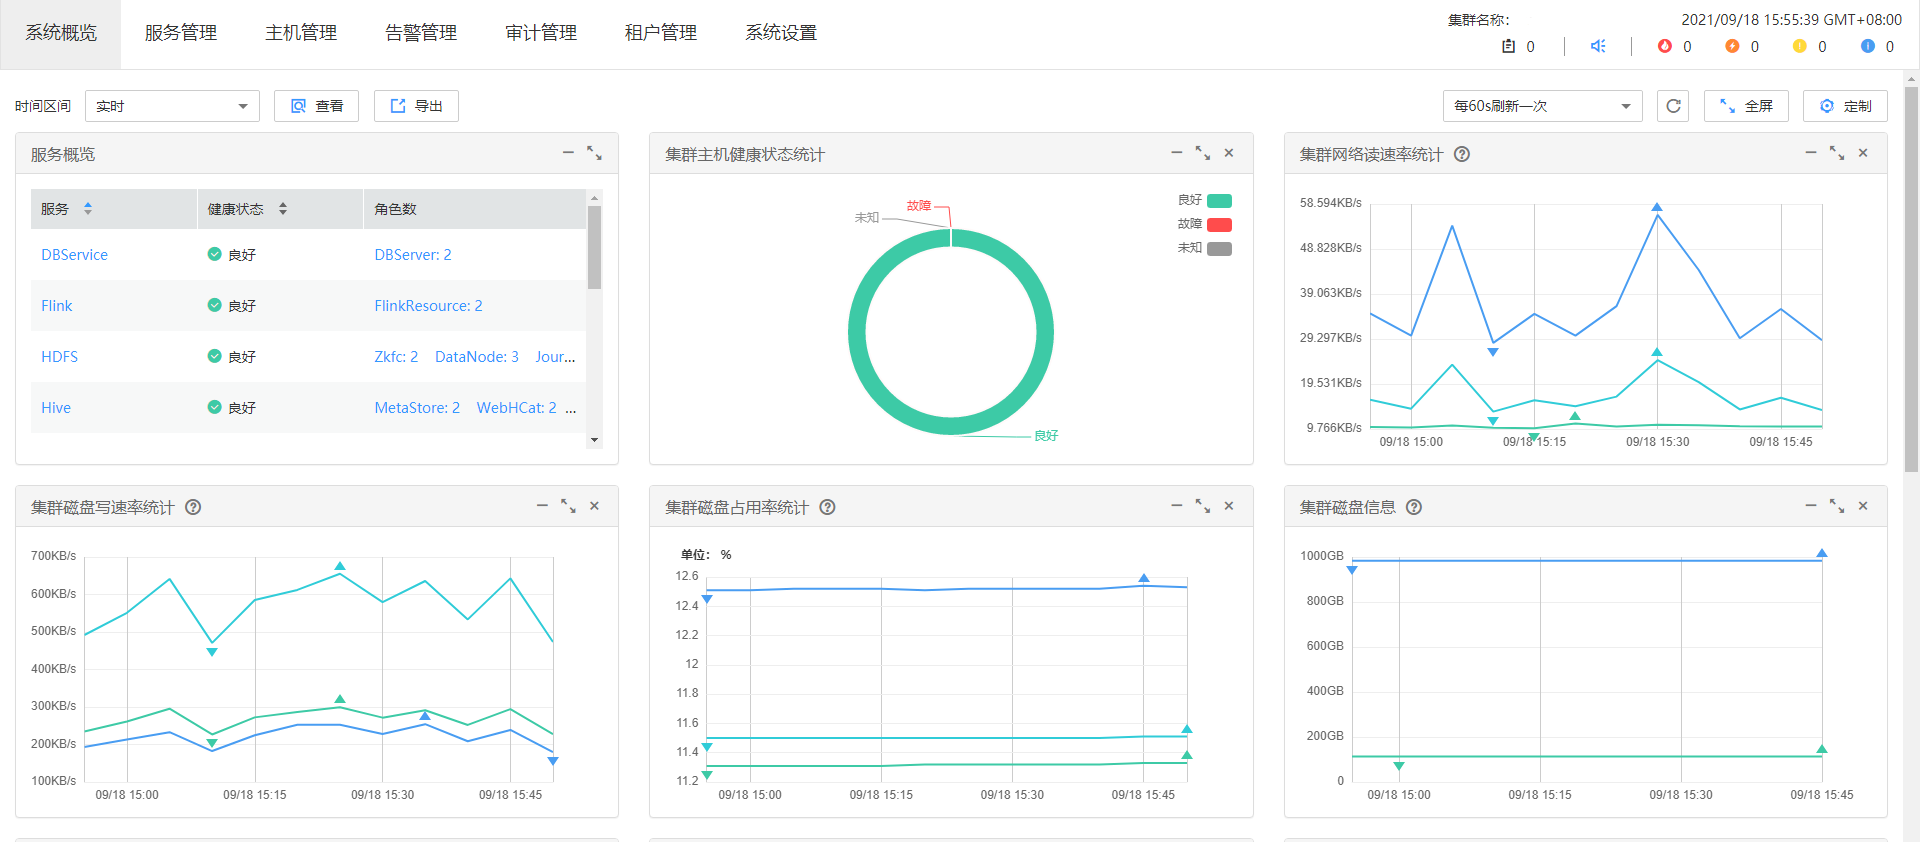 系统概览 服务管理 主机管理 告警管理 审计管理 租户管理 系统设置
集群名称: 2021/09/18 15:55:39 GMT+08:00
0 0 0 0 0
时间区间 实时 查看 导出 每60s刷新一次 全屏 定制
服务概览
服务 健康状态 角色数
DBService 良好 DBServer: 2
Flink 良好 FlinkResource: 2
HDFS 良好 Zkfc: 2 DataNode: 3 Jour...
Hive 良好 MetaStore: 2 WebHCat: 2 ...
集群主机健康状态统计
良好
故障
未知
故障
未知
良好
集群网络读速率统计
58.594KB/s
48.828KB/s
39.063KB/s
29.297KB/s
19.531KB/s
9.766KB/s
09/18 15:00 09/18 15:15 09/18 15:30 09/18 15:45
集群磁盘写速率统计
700KB/s
600KB/s
500KB/s
400KB/s
300KB/s
200KB/s
100KB/s
09/18 15:00 09/18 15:15 09/18 15:30 09/18 15:45
集群磁盘占用率统计
单位: %
12.6
12.4
12.2
12
11.8
11.6
11.4
11.2
09/18 15:00 09/18 15:15 09/18 15:30 09/18 15:45
集群磁盘信息
1000GB
800GB
600GB
400GB
200GB
0
09/18 15:00 09/18 15:15 09/18 15:30 09/18 15:45